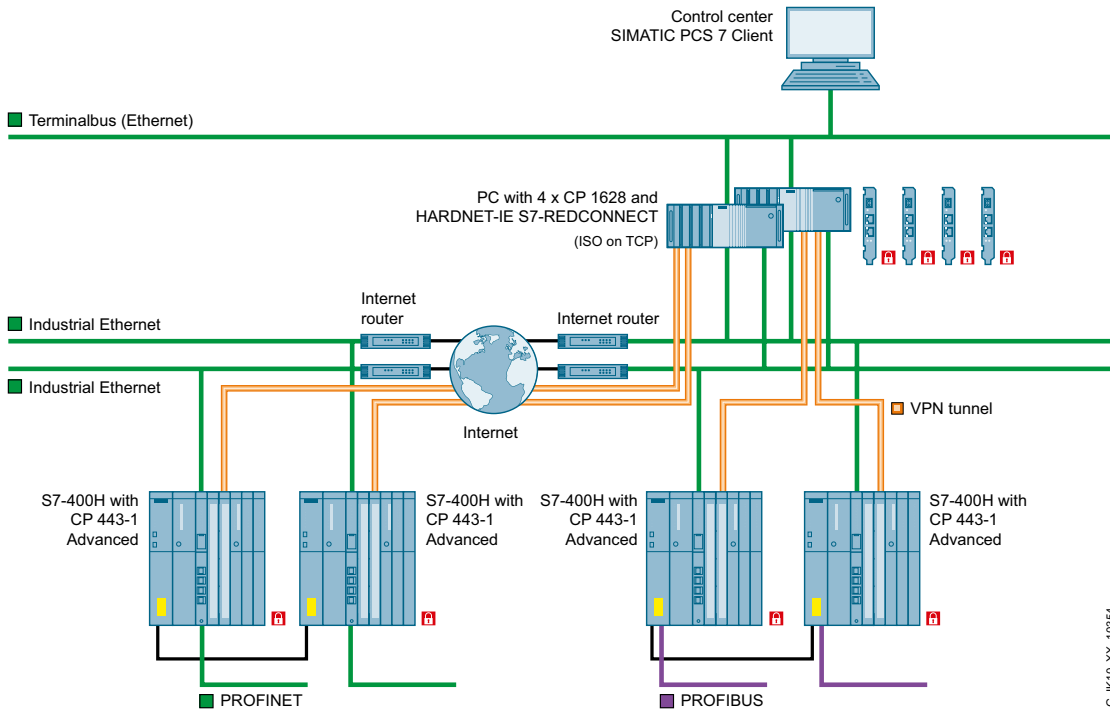 Control center
SIMATIC PCS 7 Client
Terminalbus (Ethernet)
PC with 4 x CP 1628 and
HARDNET-IE S7-REDCONNECT
(ISO on TCP)
Internet
router
Internet router
Industrial Ethernet
Industrial Ethernet
Internet
VPN tunnel
S7-400H with
CP 443-1
Advanced
S7-400H with
CP 443-1
Advanced
S7-400H with
CP 443-1
Advanced
S7-400H with
CP 443-1
Advanced
PROFINET
PROFIBUS